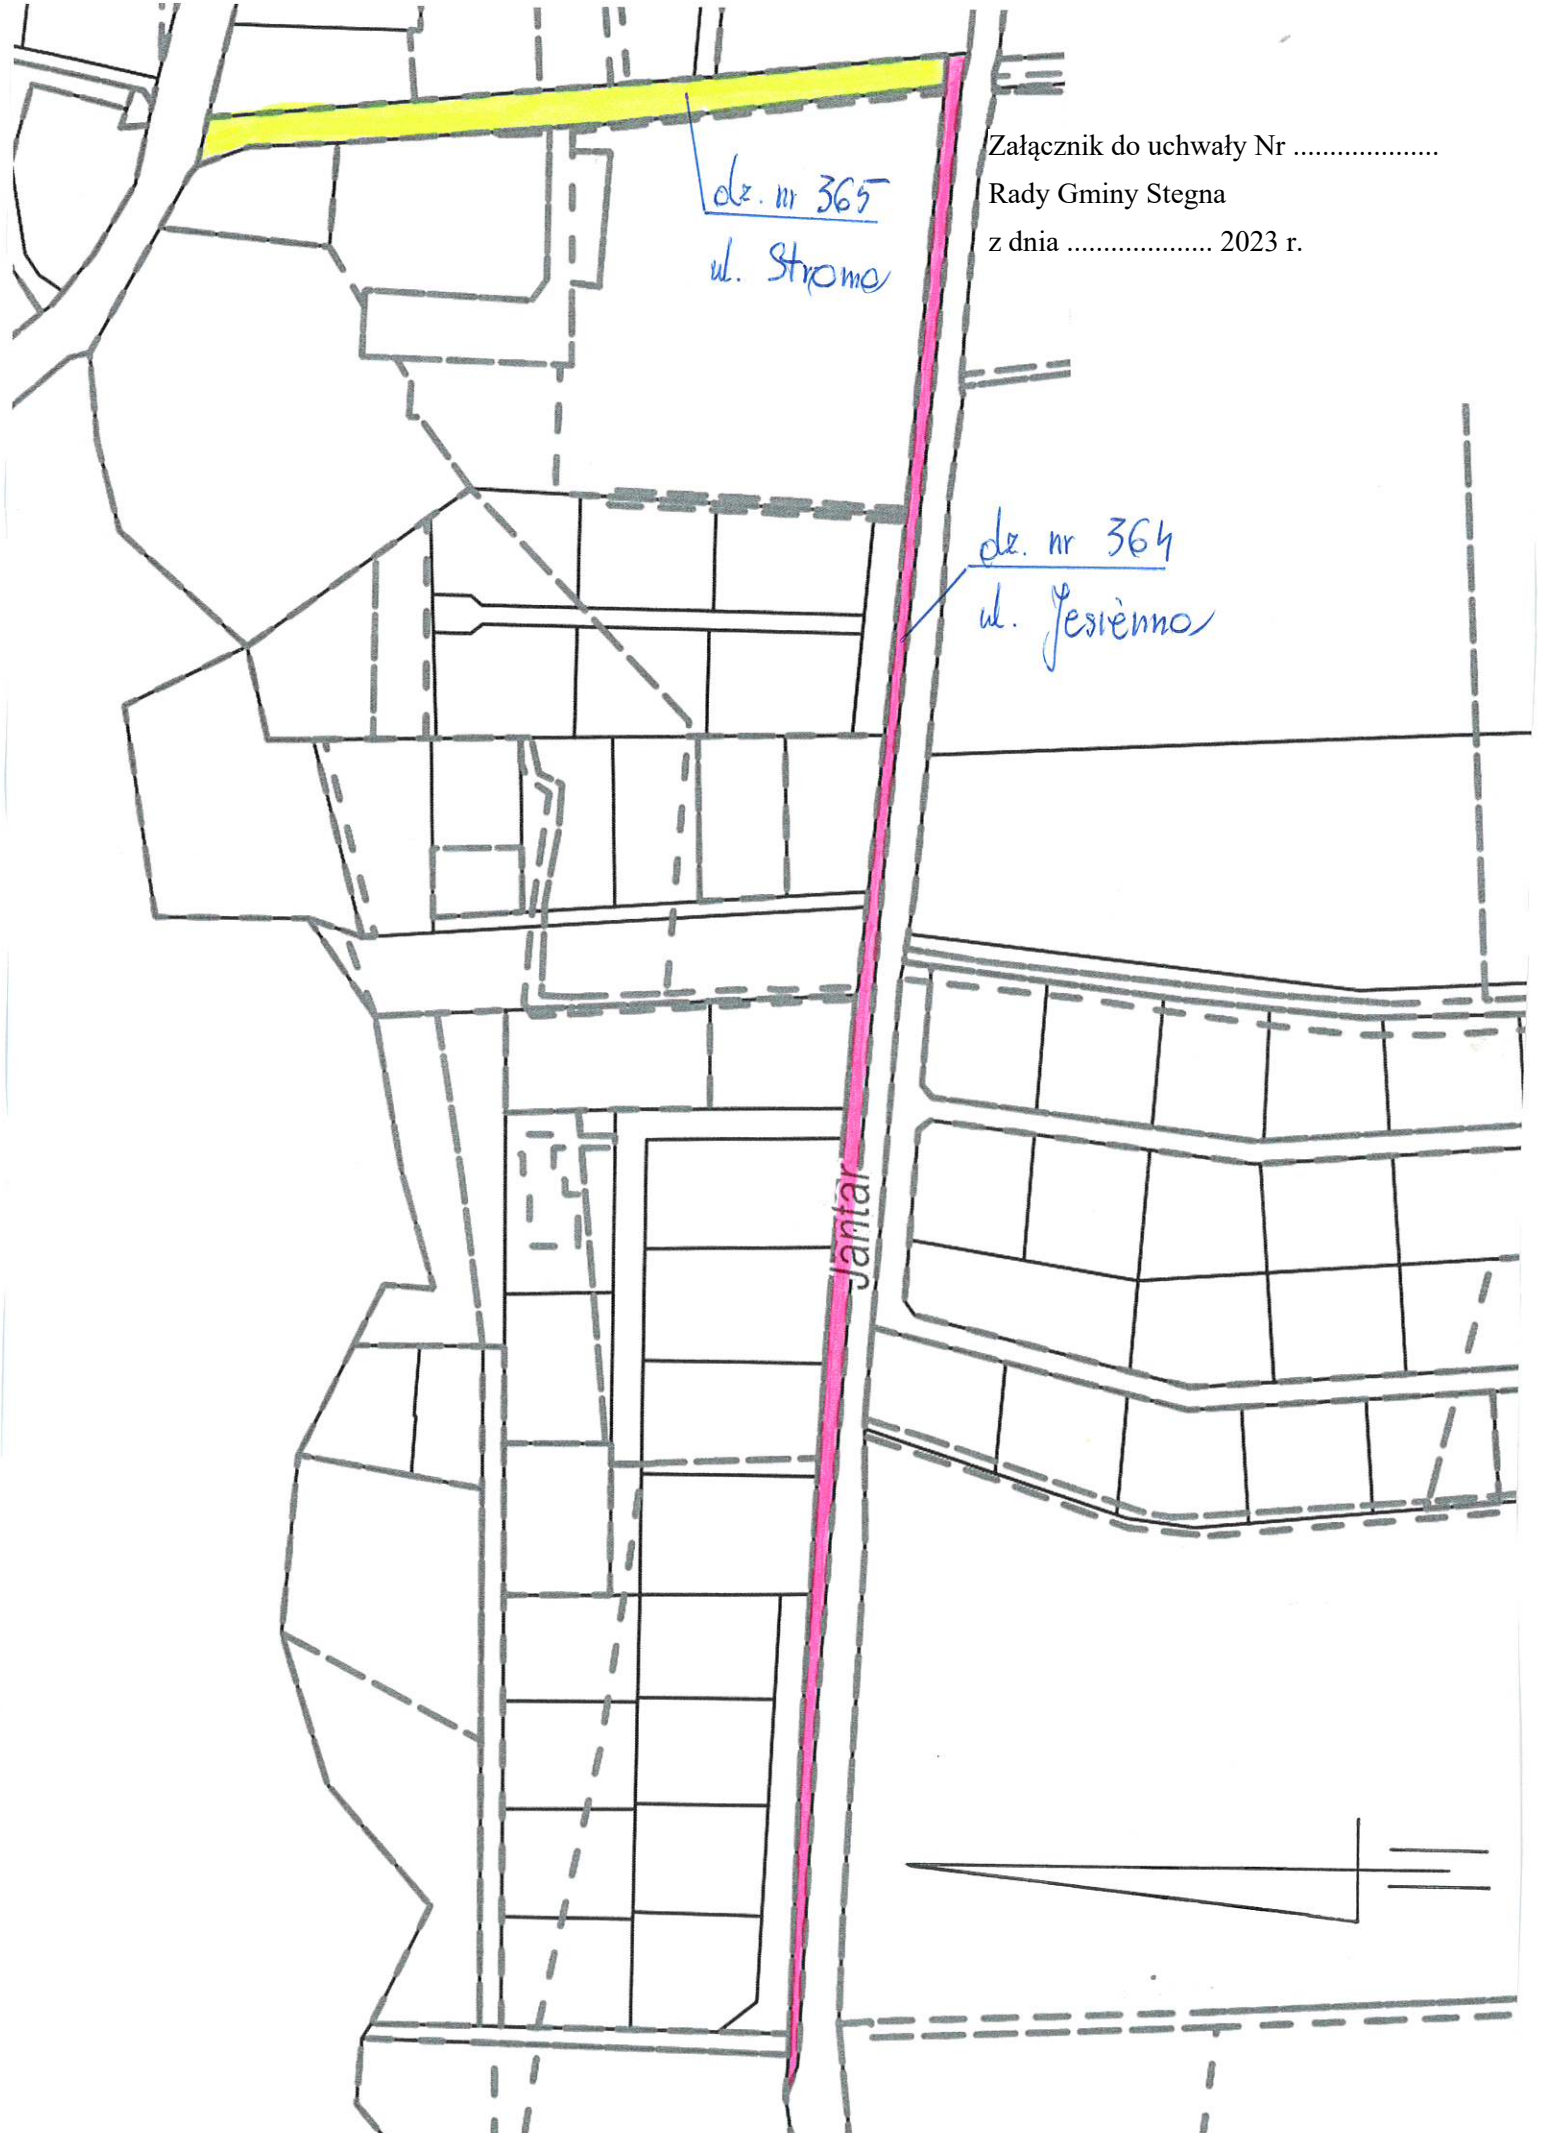 Załącznik do uchwały Nr ....................
Rady Gminy Stegna
z dnia .................... 2023 r.
dz. nr 365
ul. Stroma
dz. nr 364
ul. Jesienna
Jantar